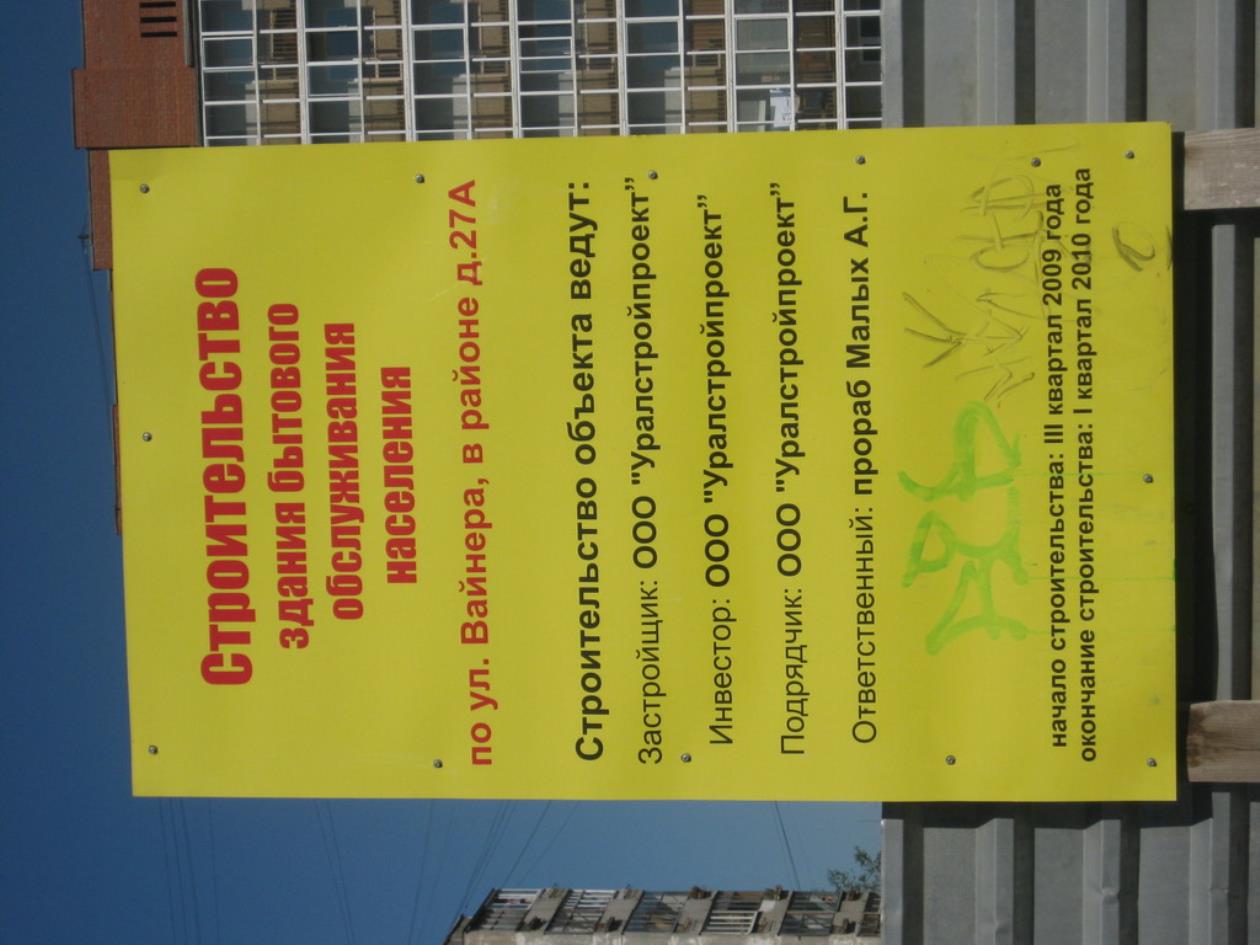 Строительство
здания бытового
обслуживания
населения
по ул. Вайнера, в районе д.27А
Строительство объекта ведут:
Застройщик: ООО "Уралстройпроект”
Инвестор: ООО "Уралстройпроект”
Подрядчик: ООО "Уралстройпроект”
Ответственный: прораб Малых А.Г.
начало строительства: III квартал 2009 года
окончание строительства: I квартал 2010 года